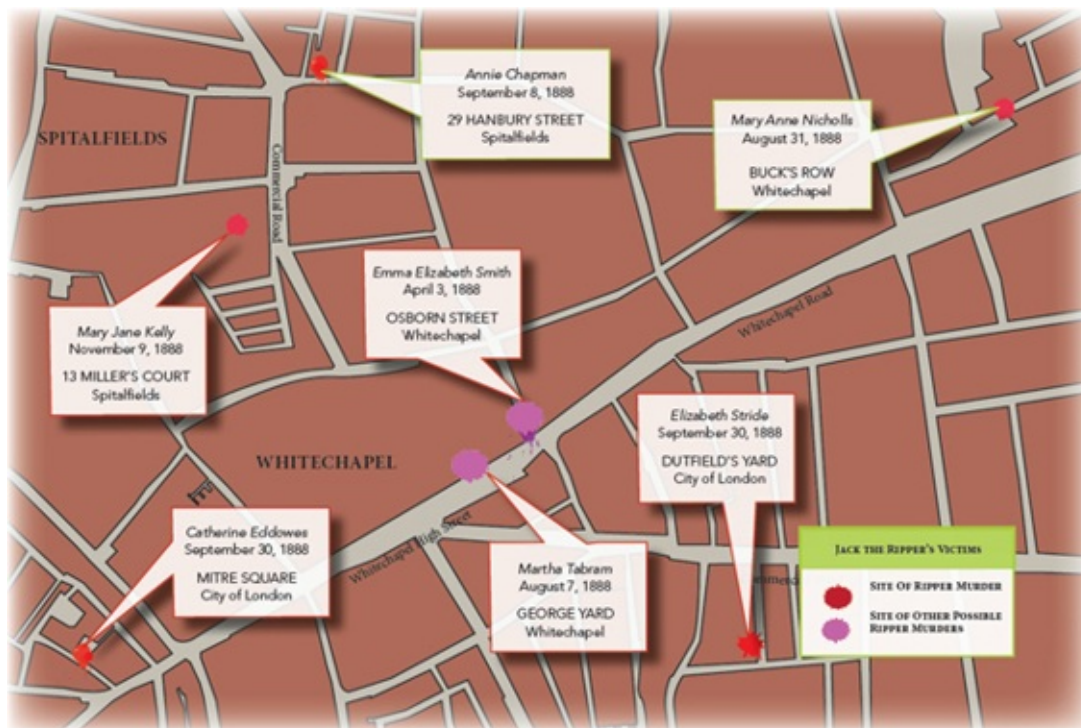 Annie Chapman
September 8, 1888
29 HANBURY STREET
Spitalfields
Mary Anne Nicholls
August 31, 1888
BUCK'S ROW
Whitechapel
SPITALFIELDS
Commercial Road
Emma Elizabeth Smith
April 3, 1888
OSBORN STREET
Whitechapel
Whitechapel Road
Mary Jane Kelly
November 9, 1888
13 MILLER'S COURT
Spitalfields
Elizabeth Stride
September 30, 1888
DUTFIELD'S YARD
City of London
WHITECHAPEL
Whitechapel High Street
Catherine Eddowes
September 30, 1888
MITRE SQUARE
City of London
Martha Tabram
August 7, 1888
GEORGE YARD
Whitechapel
JACK THE RIPPER'S VICTIMS
SITE OF RIPPER MURDER
SITE OF OTHER POSSIBLE
RIPPER MURDERS